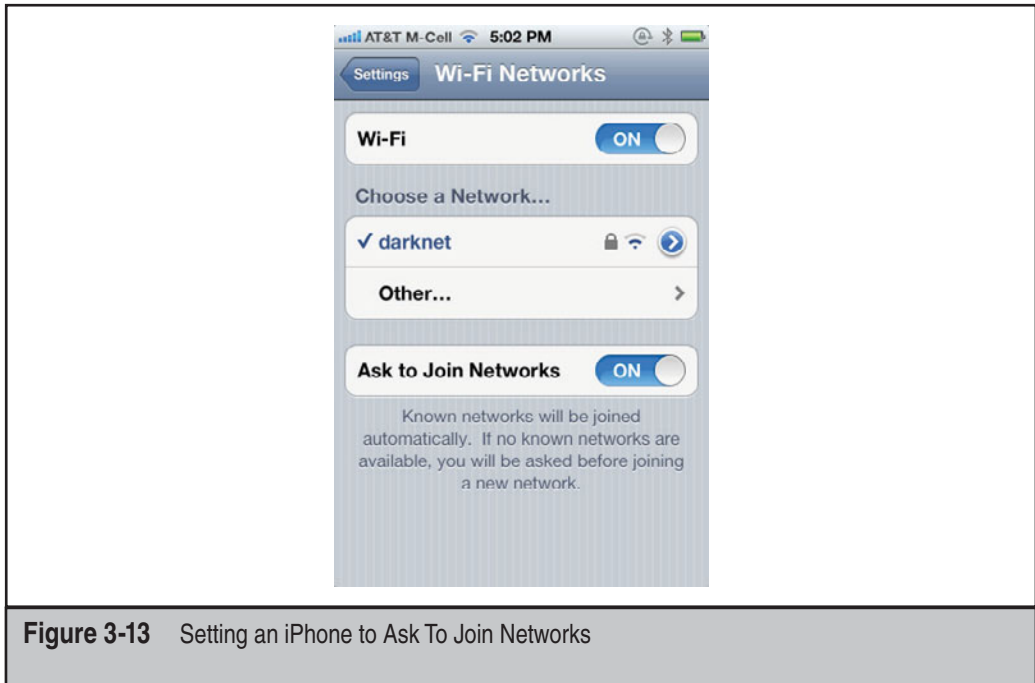 AT&T M-Cell 5:02 PM
Settings Wi-Fi Networks
Wi-Fi ON
Choose a Network...
✓ darknet
Other...
Ask to Join Networks ON
Known networks will be joined
automatically. If no known networks are
available, you will be asked before joining
a new network.
Figure 3-13 Setting an iPhone to Ask To Join Networks